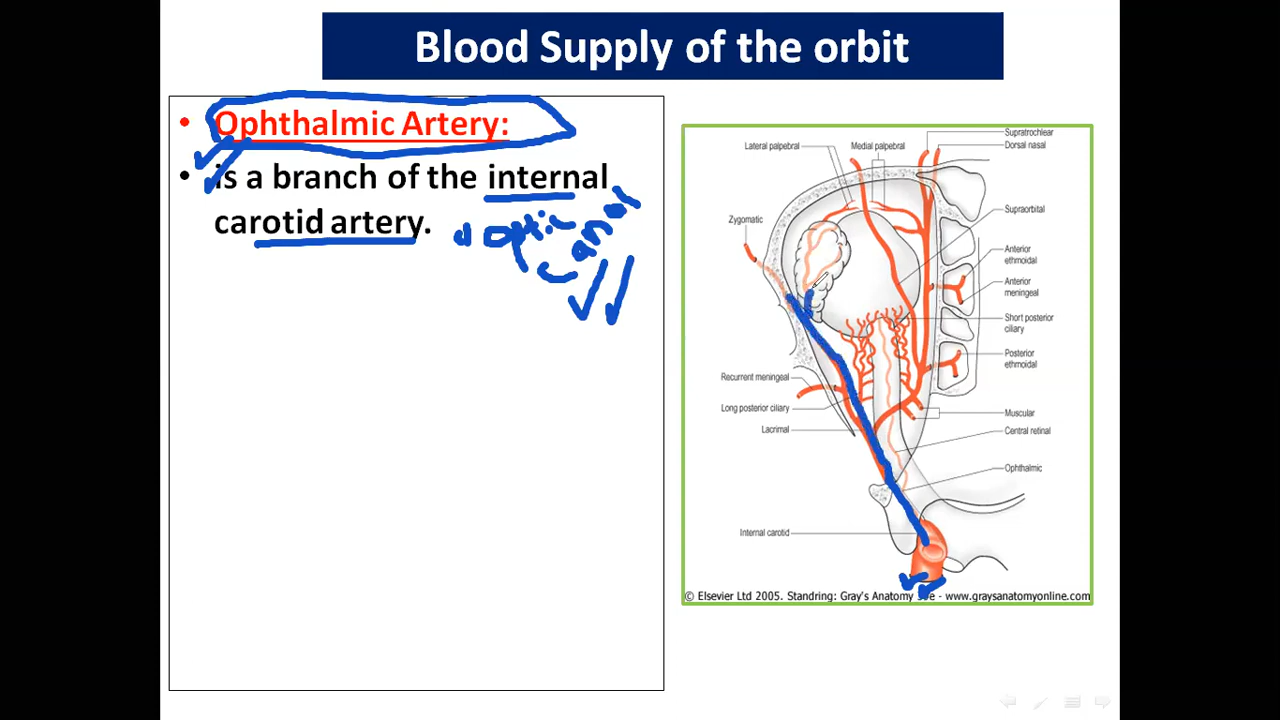 Blood Supply of the orbit
• Ophthalmic Artery:
• is a branch of the internal
carotid artery.
optic
canal
Supratrochlear
Lateral palpebral
Medial palpebral
Dorsal nasal
Zygomatic
Supraorbital
Anterior
ethmoidal
Anterior
meningeal
Short posterior
ciliary
Posterior
ethmoidal
Recurrent meningeal
Long posterior ciliary
Muscular
Lacrimal
Central retinal
Ophthalmic
Internal carotid
© Elsevier Ltd 2005. Standring: Gray's Anatomy - www.graysanatomyonline.com